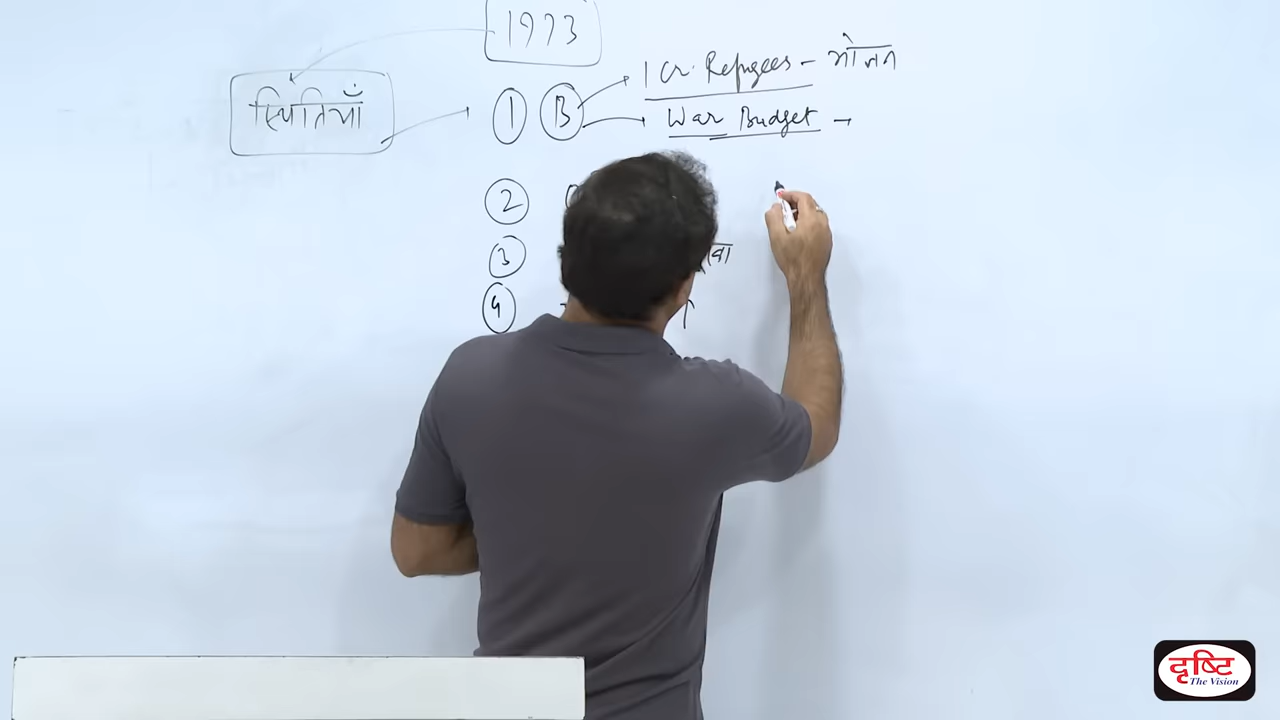 1973
1 Cr. Refugees - भोजन
स्थितियाँ
① Ⓑ War Budget →
②
③
④ ↑
दृष्टि
The Vision